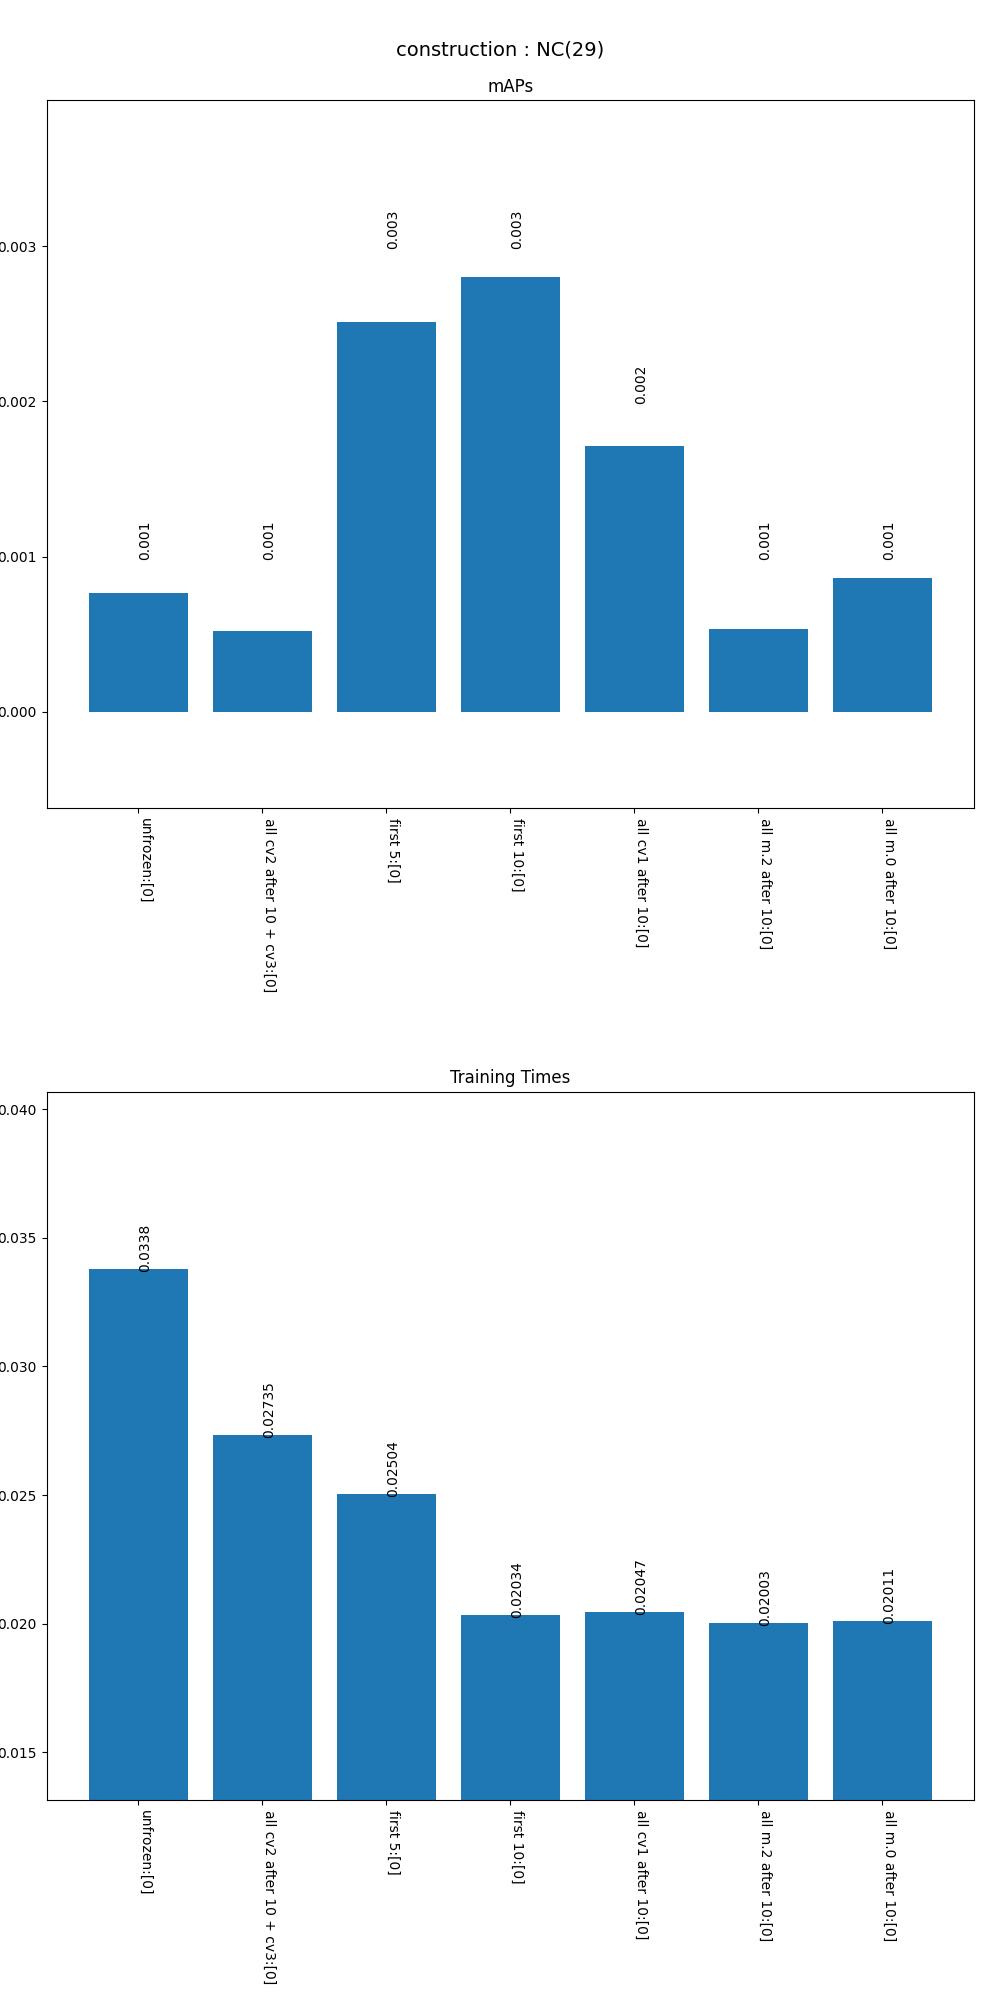 construction : NC(29)
mAPs
0.003
0.002
0.001
0.000
0.001
0.001
0.003
0.003
0.002
0.001
0.001
unfrozen:[0]
all cv2 after 10 + cv3:[0]
first 5:[0]
first 10:[0]
all cv1 after 10:[0]
all m.2 after 10:[0]
all m.0 after 10:[0]
Training Times
0.040
0.035
0.030
0.025
0.020
0.015
0.0338
0.02735
0.02504
0.02034
0.02047
0.02003
0.02011
unfrozen:[0]
all cv2 after 10 + cv3:[0]
first 5:[0]
first 10:[0]
all cv1 after 10:[0]
all m.2 after 10:[0]
all m.0 after 10:[0]